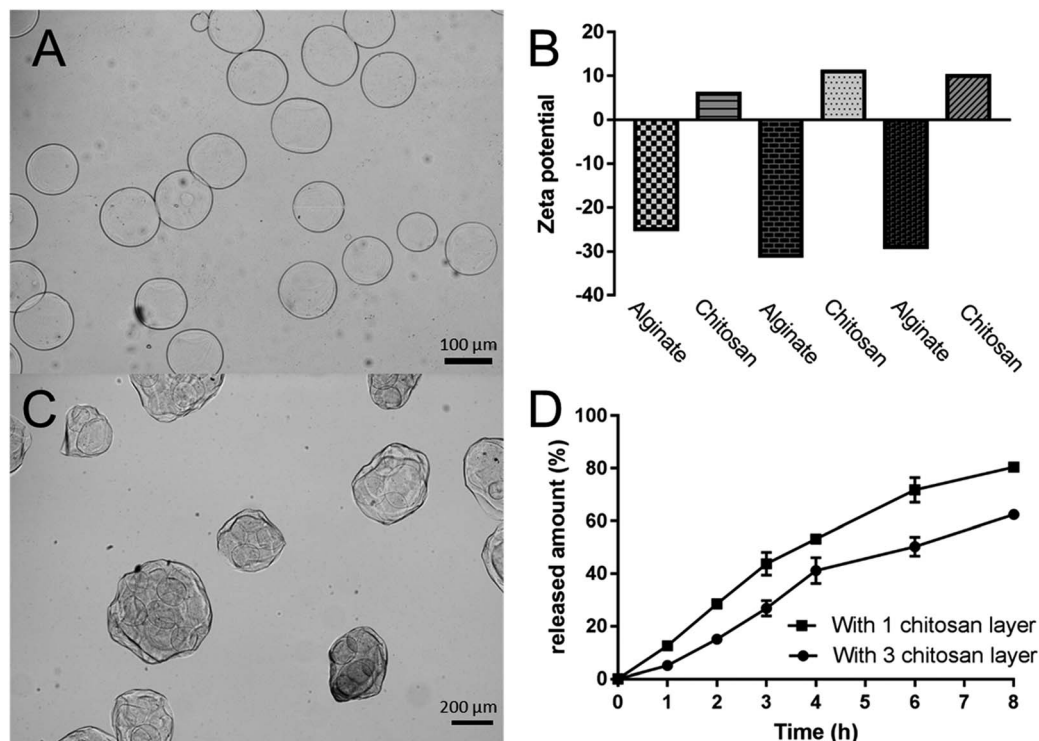 A
100 µm
B
Zeta potential
20
10
0
-10
-20
-30
-40
Alginate
Chitosan
Alginate
Chitosan
Alginate
Chitosan
C
200 µm
D
released amount (%)
100
80
60
40
20
0
With 1 chitosan layer
With 3 chitosan layer
0 1 2 3 4 5 6 7 8
Time (h)